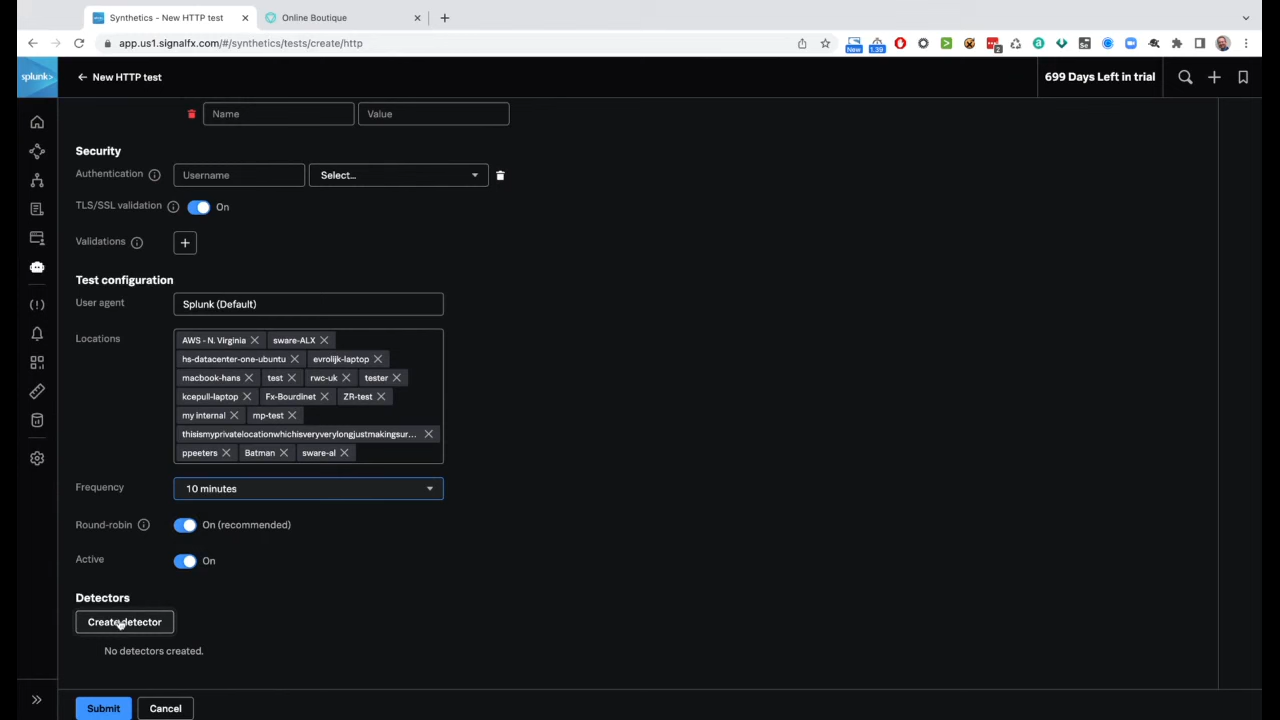 Synthetics - New HTTP test
Online Boutique
app.us1.signalfx.com/#/synthetics/tests/create/http
New
1.39
2
splunk>
New HTTP test
699 Days Left in trial
Name
Value
Security
Authentication
Username
Select...
TLS/SSL validation
On
Validations
Test configuration
User agent
Splunk (Default)
Locations
AWS - N. Virginia
sware-ALX
hs-datacenter-one-ubuntu
evrolijk-laptop
macbook-hans
test
rwc-uk
tester
kcepull-laptop
Fx-Bourdinet
ZR-test
my internal
mp-test
thisismyprivatelocationwhichisveryverylongjustmakingsur...
ppeeters
Batman
sware-al
Frequency
10 minutes
Round-robin
On (recommended)
Active
On
Detectors
Create detector
No detectors created.
Submit
Cancel